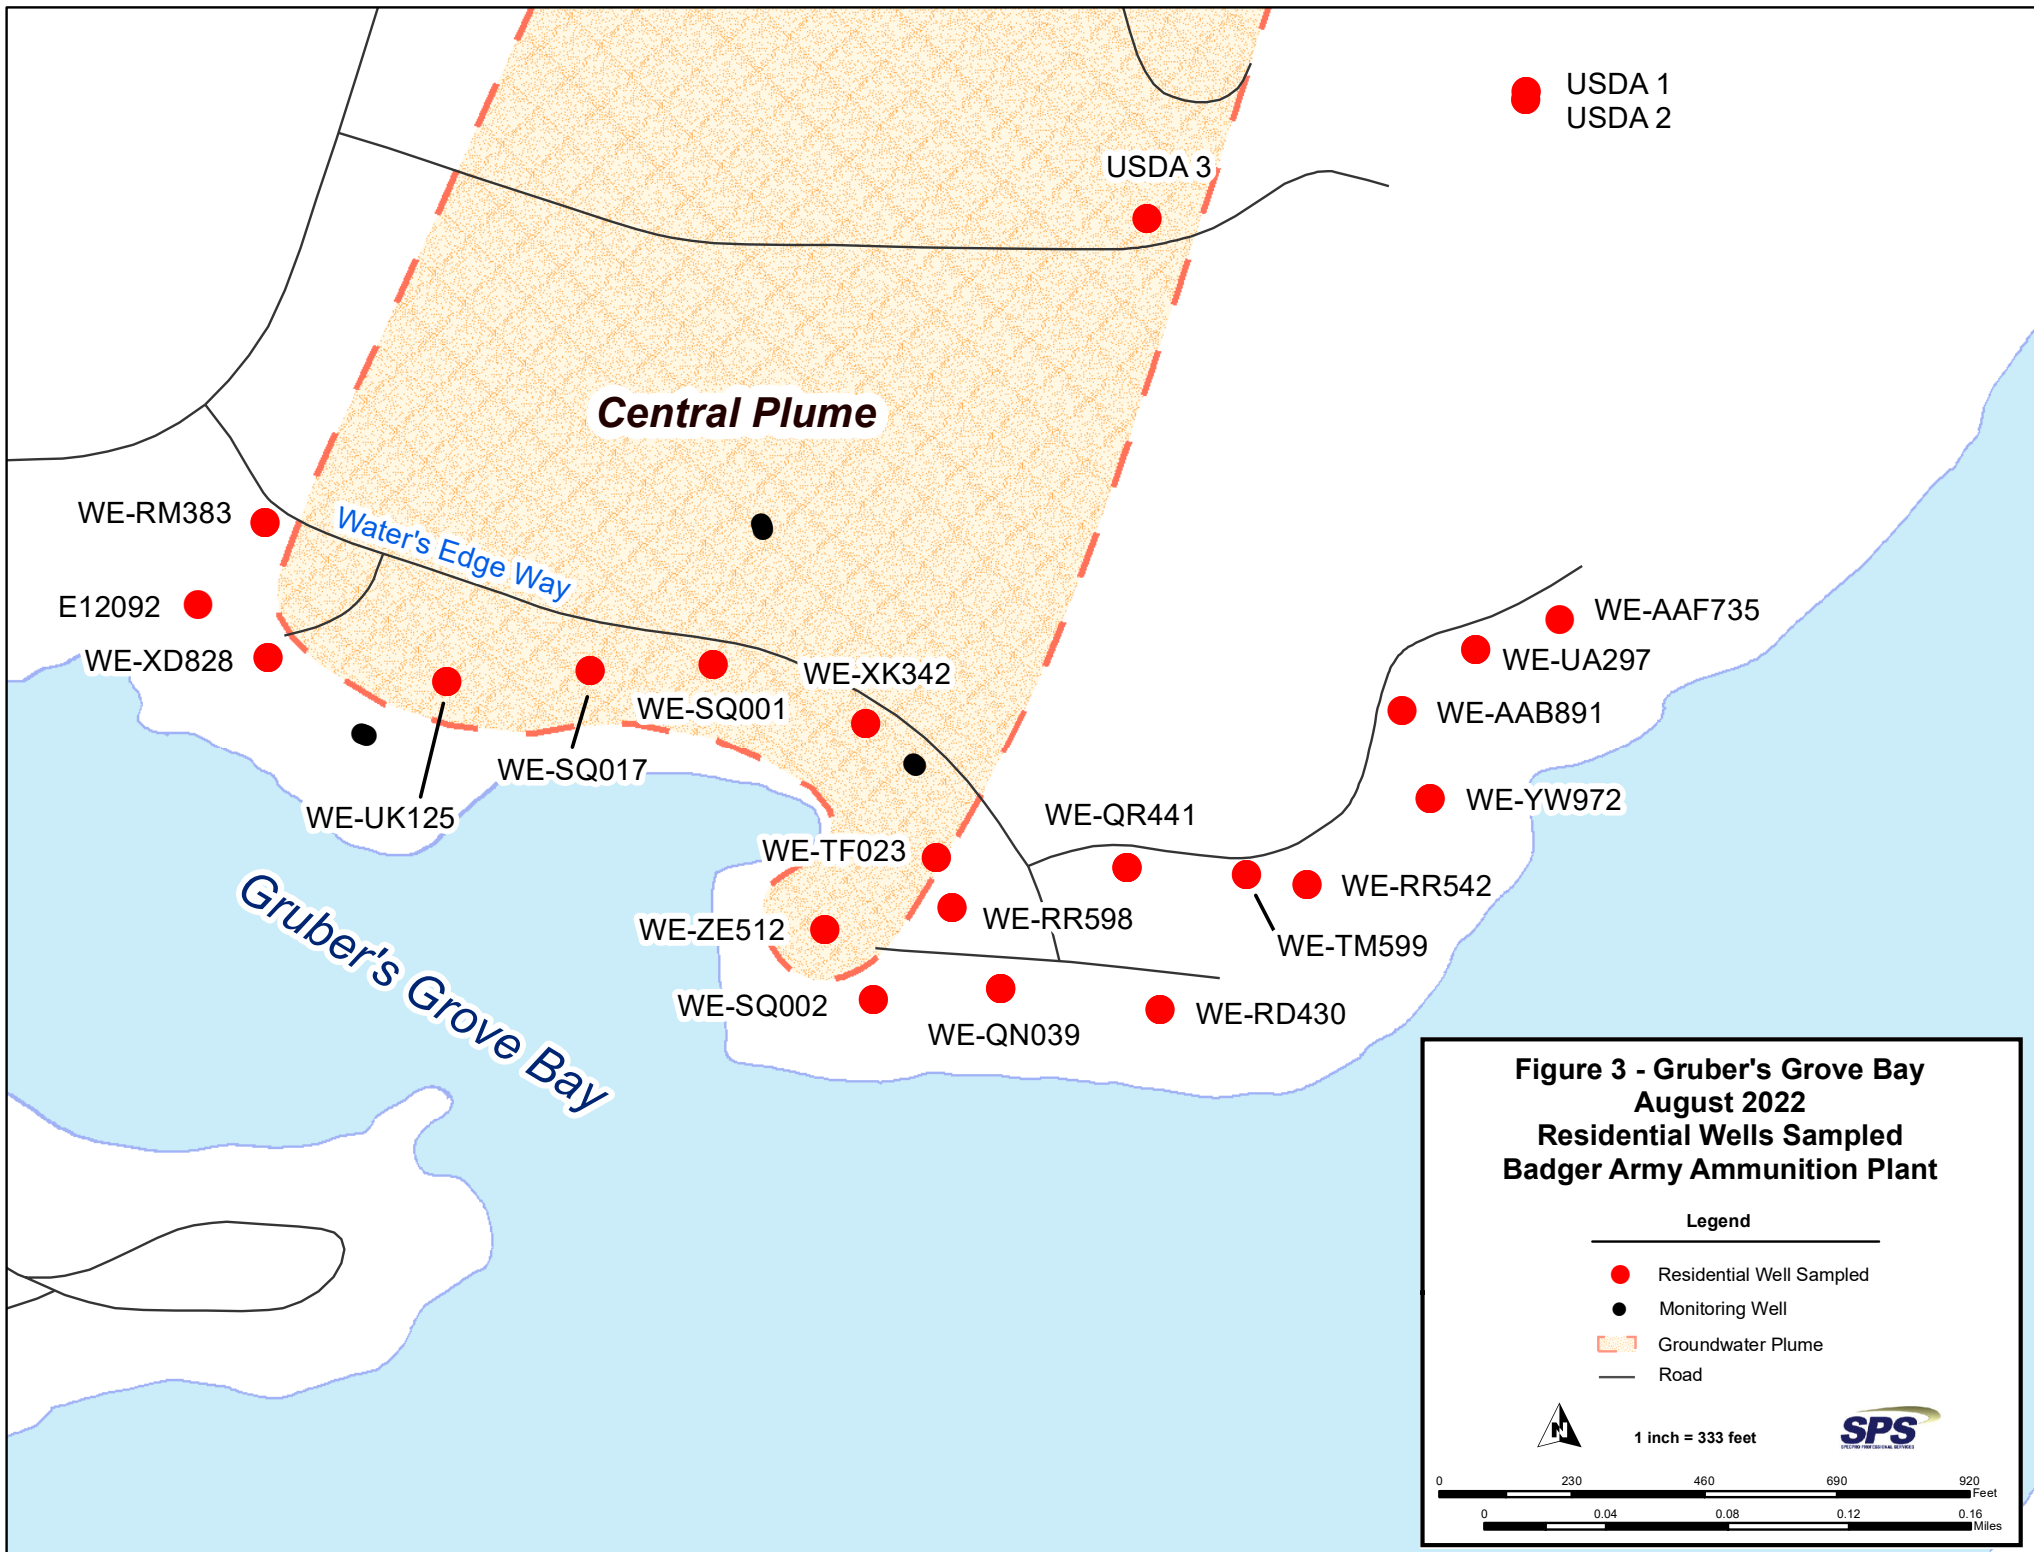 USDA 1
USDA 2
USDA 3
Central Plume
WE-RM383
Water's Edge Way
E12092
WE-AAF735
WE-XD828
WE-UA297
WE-XK342
WE-SQ001
WE-AAB891
WE-SQ017
WE-YW972
WE-UK125
WE-QR441
WE-TF023
WE-RR542
WE-RR598
WE-ZE512
WE-TM599
Gruber's Grove Bay
WE-SQ002
WE-RD430
WE-QN039
Figure 3 - Gruber's Grove Bay
August 2022
Residential Wells Sampled
Badger Army Ammunition Plant
Legend
Residential Well Sampled
Monitoring Well
Groundwater Plume
Road
N
1 inch = 333 feet
SPS
SPECPRO PROFESSIONAL SERVICES
0 230 460 690 920
Feet
0 0.04 0.08 0.12 0.16
Miles